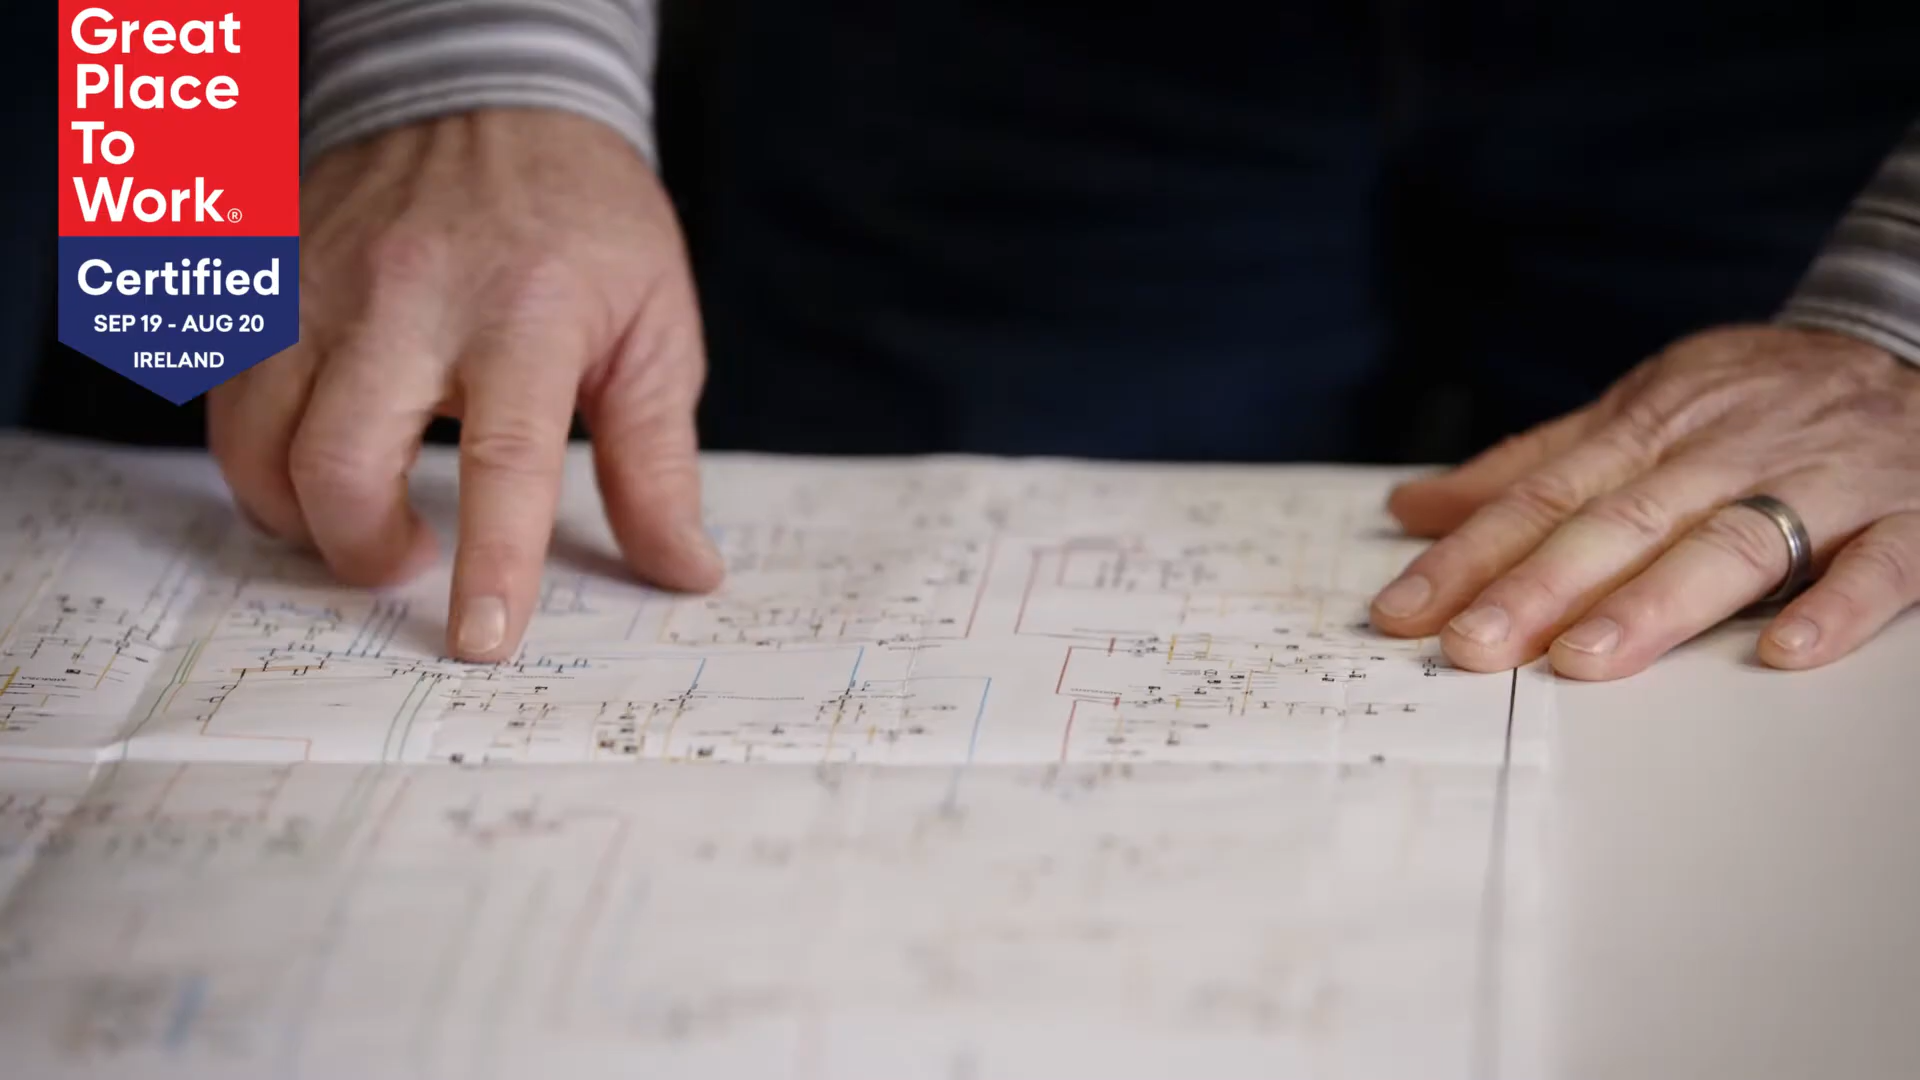 Great
Place
To
Work®
Certified
SEP 19 - AUG 20
IRELAND